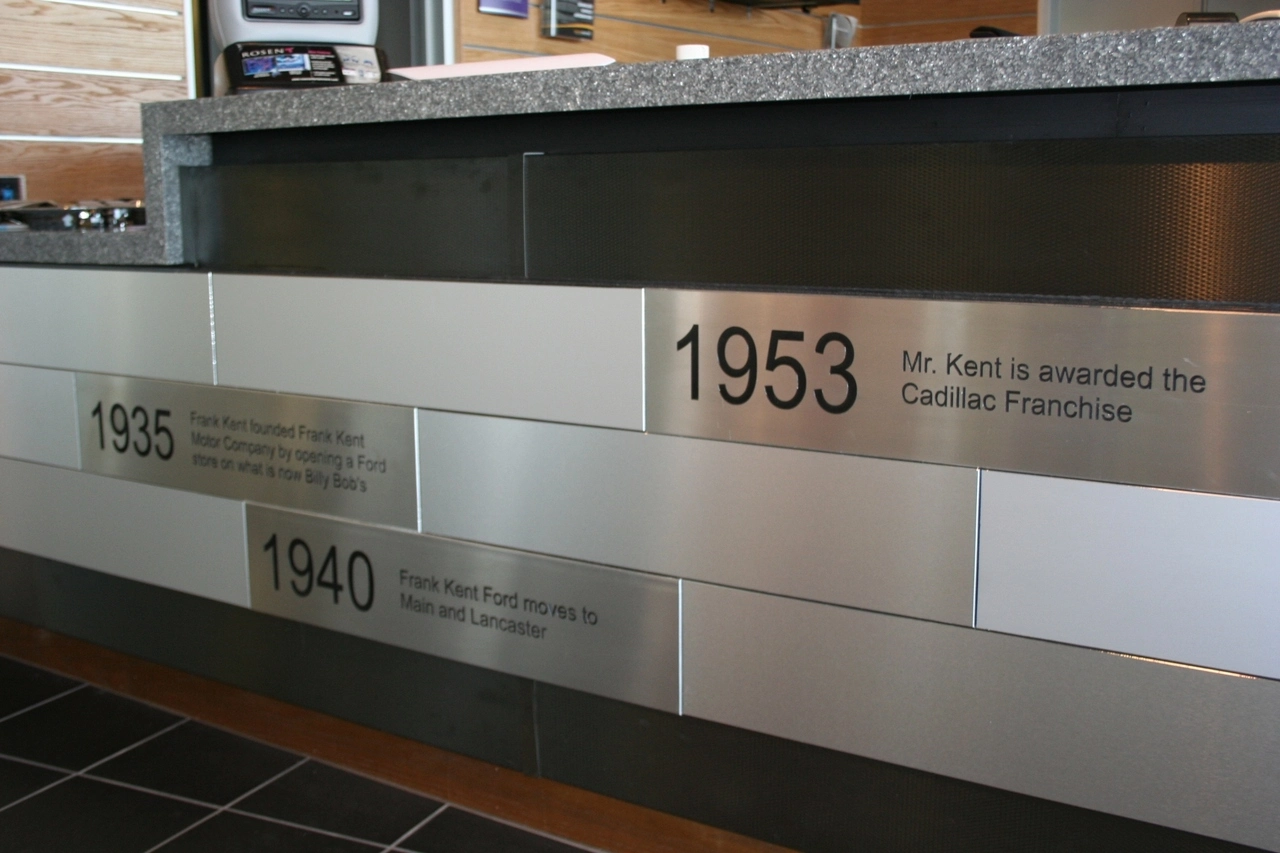 ROSEN
1953
Mr. Kent is awarded the
Cadillac Franchise
1935
Frank Kent founded Frank Kent
Motor Company by opening a Ford
store on what is now Billy Bob's
1940
Frank Kent Ford moves to
Main and Lancaster